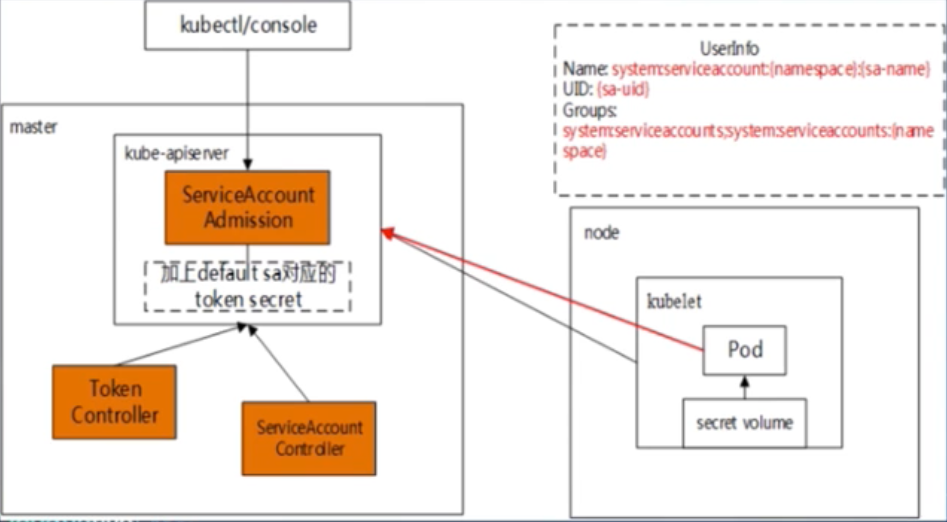 kubectl/console
UserInfo
Name: system:serviceaccount:(namespace):(sa-name)
UID: (sa-uid)
Groups:
system:serviceaccounts;system:serviceaccounts:(name
space)
master
kube-apiserver
ServiceAccount
Admission
加上default sa对应的
token secret
Token
Controller
ServiceAccount
Controller
node
kubelet
Pod
secret volume